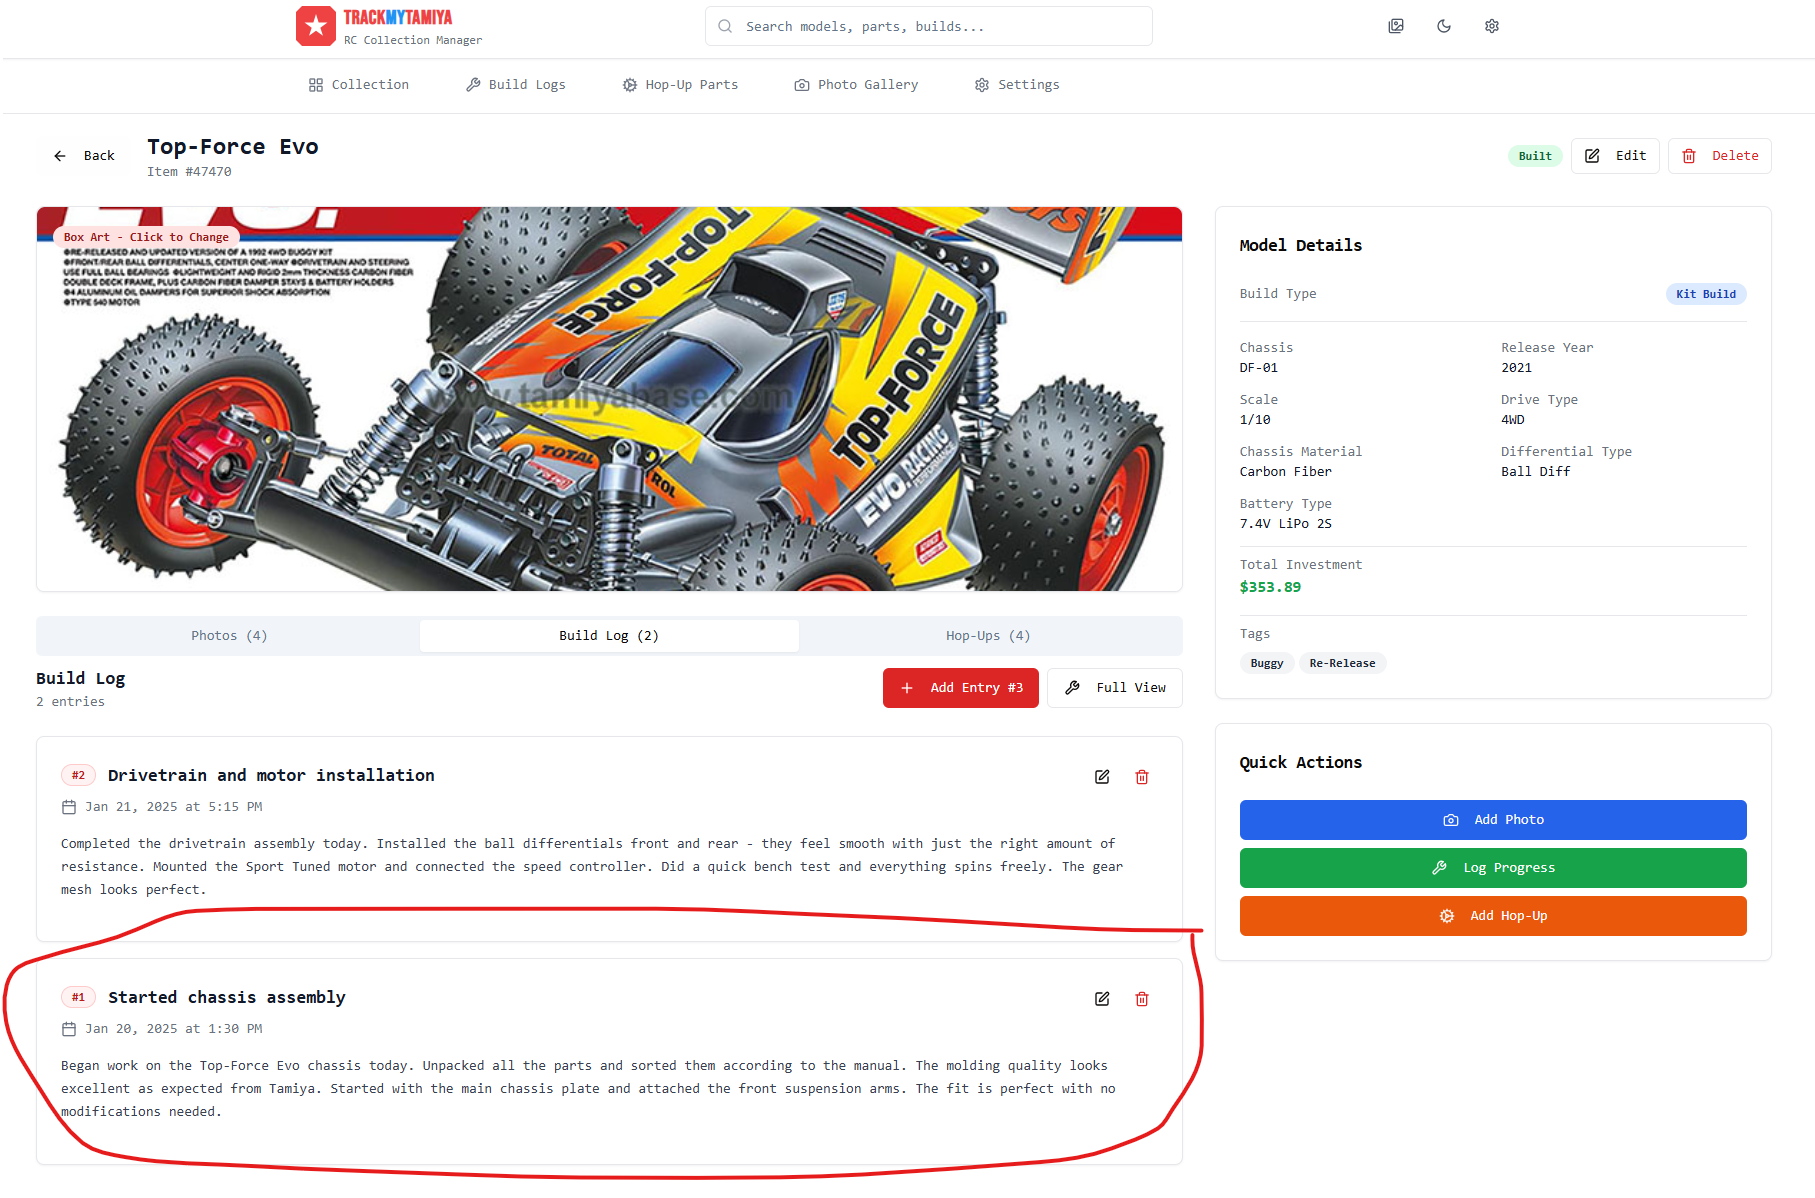 TRACKMYTAMIYA
RC Collection Manager
Search models, parts, builds...
Collection
Build Logs
Hop-Up Parts
Photo Gallery
Settings
Back
Top-Force Evo
Item #47470
Built
Edit
Delete
Box Art - Click to Change
RE-RELEASED AND UPDATED VERSION OF A 1992 4WD BUGGY KIT
FRONT/REAR BALL DIFFERENTIALS, CENTER ONE-WAY DRIVETRAIN AND STEERING
USE FULL BALL BEARINGS LIGHTWEIGHT AND RIGID 2mm THICKNESS CARBON FIBER
DOUBLE DECK FRAME, PLUS CARBON FIBER DAMPER STAYS & BATTERY HOLDERS
4 ALUMINUM OIL DAMPERS FOR SUPERIOR SHOCK ABSORPTION
TYPE 540 MOTOR
TOP-FORCE
TOP-FORCE
TOP-FORCE
EVO. RACING
TOTAL
www.tamiyabase.com
Model Details
Build Type
Kit Build
Chassis
DF-01
Release Year
2021
Scale
1/10
Drive Type
4WD
Chassis Material
Carbon Fiber
Differential Type
Ball Diff
Battery Type
7.4V LiPo 2S
Total Investment
$353.89
Tags
Buggy
Re-Release
Photos (4)
Build Log (2)
Hop-Ups (4)
Build Log
2 entries
Add Entry #3
Full View
#2 Drivetrain and motor installation
Jan 21, 2025 at 5:15 PM
Completed the drivetrain assembly today. Installed the ball differentials front and rear - they feel smooth with just the right amount of
resistance. Mounted the Sport Tuned motor and connected the speed controller. Did a quick bench test and everything spins freely. The gear
mesh looks perfect.
#1 Started chassis assembly
Jan 20, 2025 at 1:30 PM
Began work on the Top-Force Evo chassis today. Unpacked all the parts and sorted them according to the manual. The molding quality looks
excellent as expected from Tamiya. Started with the main chassis plate and attached the front suspension arms. The fit is perfect with no
modifications needed.
Quick Actions
Add Photo
Log Progress
Add Hop-Up